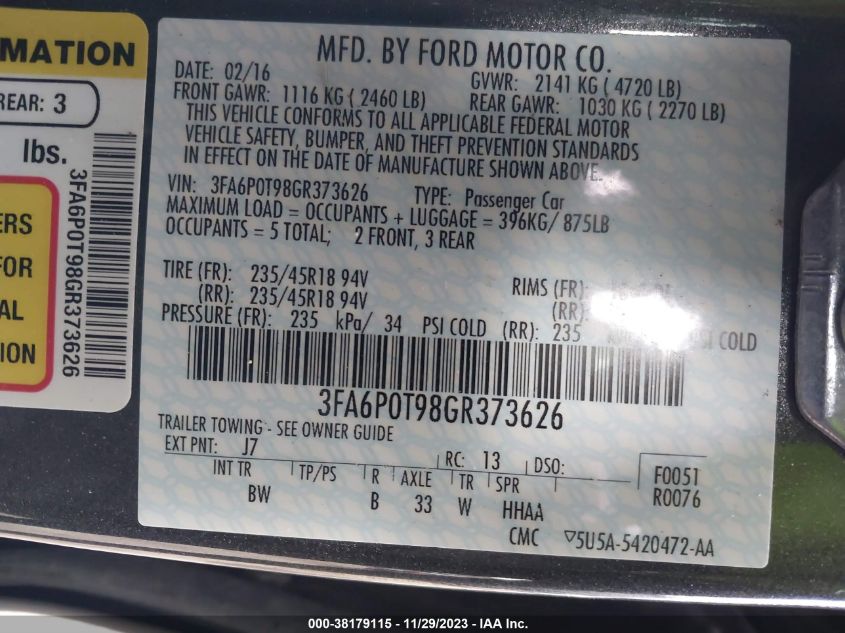 MATION
REAR: 3
lbs.
3FA6P0T98GR373626
ERS
FOR
AL
ION
MFD. BY FORD MOTOR CO.
DATE: 02/16 GVWR: 2141 KG ( 4720 LB)
FRONT GAWR: 1116 KG ( 2460 LB) REAR GAWR: 1030 KG ( 2270 LB)
THIS VEHICLE CONFORMS TO ALL APPLICABLE FEDERAL MOTOR
VEHICLE SAFETY, BUMPER, AND THEFT PREVENTION STANDARDS
IN EFFECT ON THE DATE OF MANUFACTURE SHOWN ABOVE.
VIN: 3FA6P0T98GR373626 TYPE: Passenger Car
MAXIMUM LOAD = OCCUPANTS + LUGGAGE = 396KG/ 875LB
OCCUPANTS = 5 TOTAL; 2 FRONT, 3 REAR
TIRE (FR): 235/45R18 94V RIMS (FR):
(RR): 235/45R18 94V (RR):
PRESSURE (FR): 235 kPa/ 34 PSI COLD (RR): 235 PSI COLD
3FA6P0T98GR373626
TRAILER TOWING - SEE OWNER GUIDE
EXT PNT: J7 RC: 13 DSO: F0051
INT TR TP/PS R AXLE TR SPR R0076
BW B 33 W HHAA
CMC ▽5U5A-5420472-AA
000-38179115 - 11/29/2023 - IAA Inc.